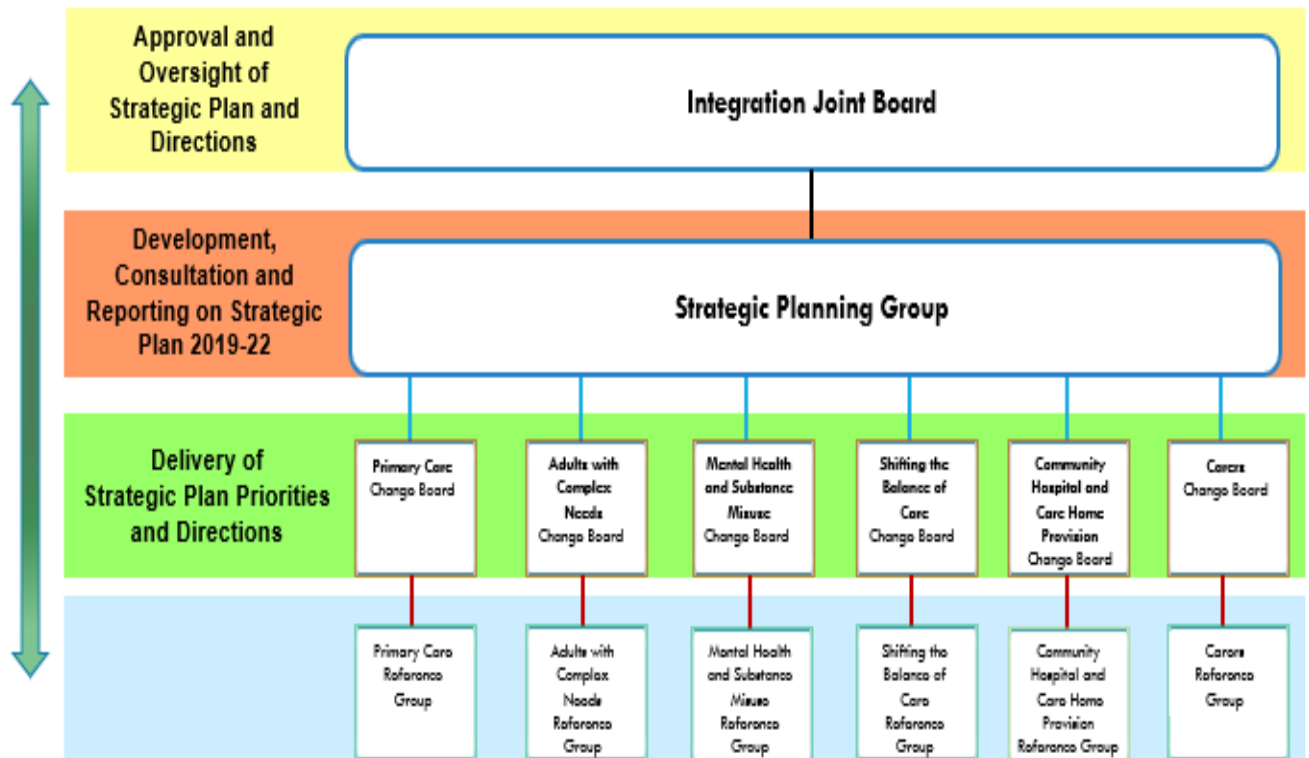 Approval and
Oversight of
Strategic Plan and
Directions
Integration Joint Board
Development,
Consultation and
Reporting on Strategic
Plan 2019-22
Strategic Planning Group
Delivery of
Strategic Plan Priorities
and Directions
Primary Care
Change Board
Adults with
Complex
Needs
Change Board
Mental Health
and Substance
Misuse
Change Board
Shifting the
Balance of
Care
Change Board
Community
Hospital and
Care Home
Provision
Change Board
Carers
Change Board
Primary Care
Reference
Group
Adults with
Complex
Needs
Reference
Group
Mental Health
and Substance
Misuse
Reference
Group
Shifting the
Balance of
Care
Reference
Group
Community
Hospital and
Care Home
Provision
Reference Group
Carers
Reference
Group